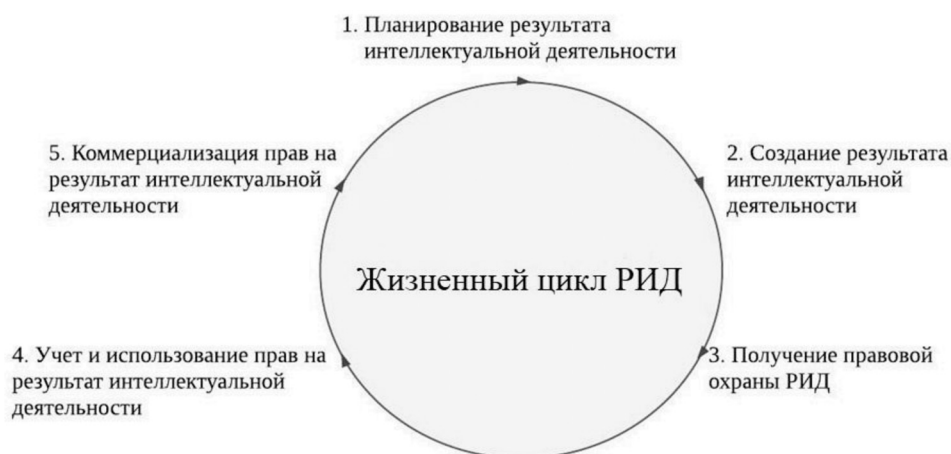 1. Планирование результата
интеллектуальной деятельности
2. Создание результата
интеллектуальной
деятельности
3. Получение правовой
охраны РИД
4. Учет и использование прав на
результат интеллектуальной
деятельности
5. Коммерциализация прав на
результат интеллектуальной
деятельности
Жизненный цикл РИД